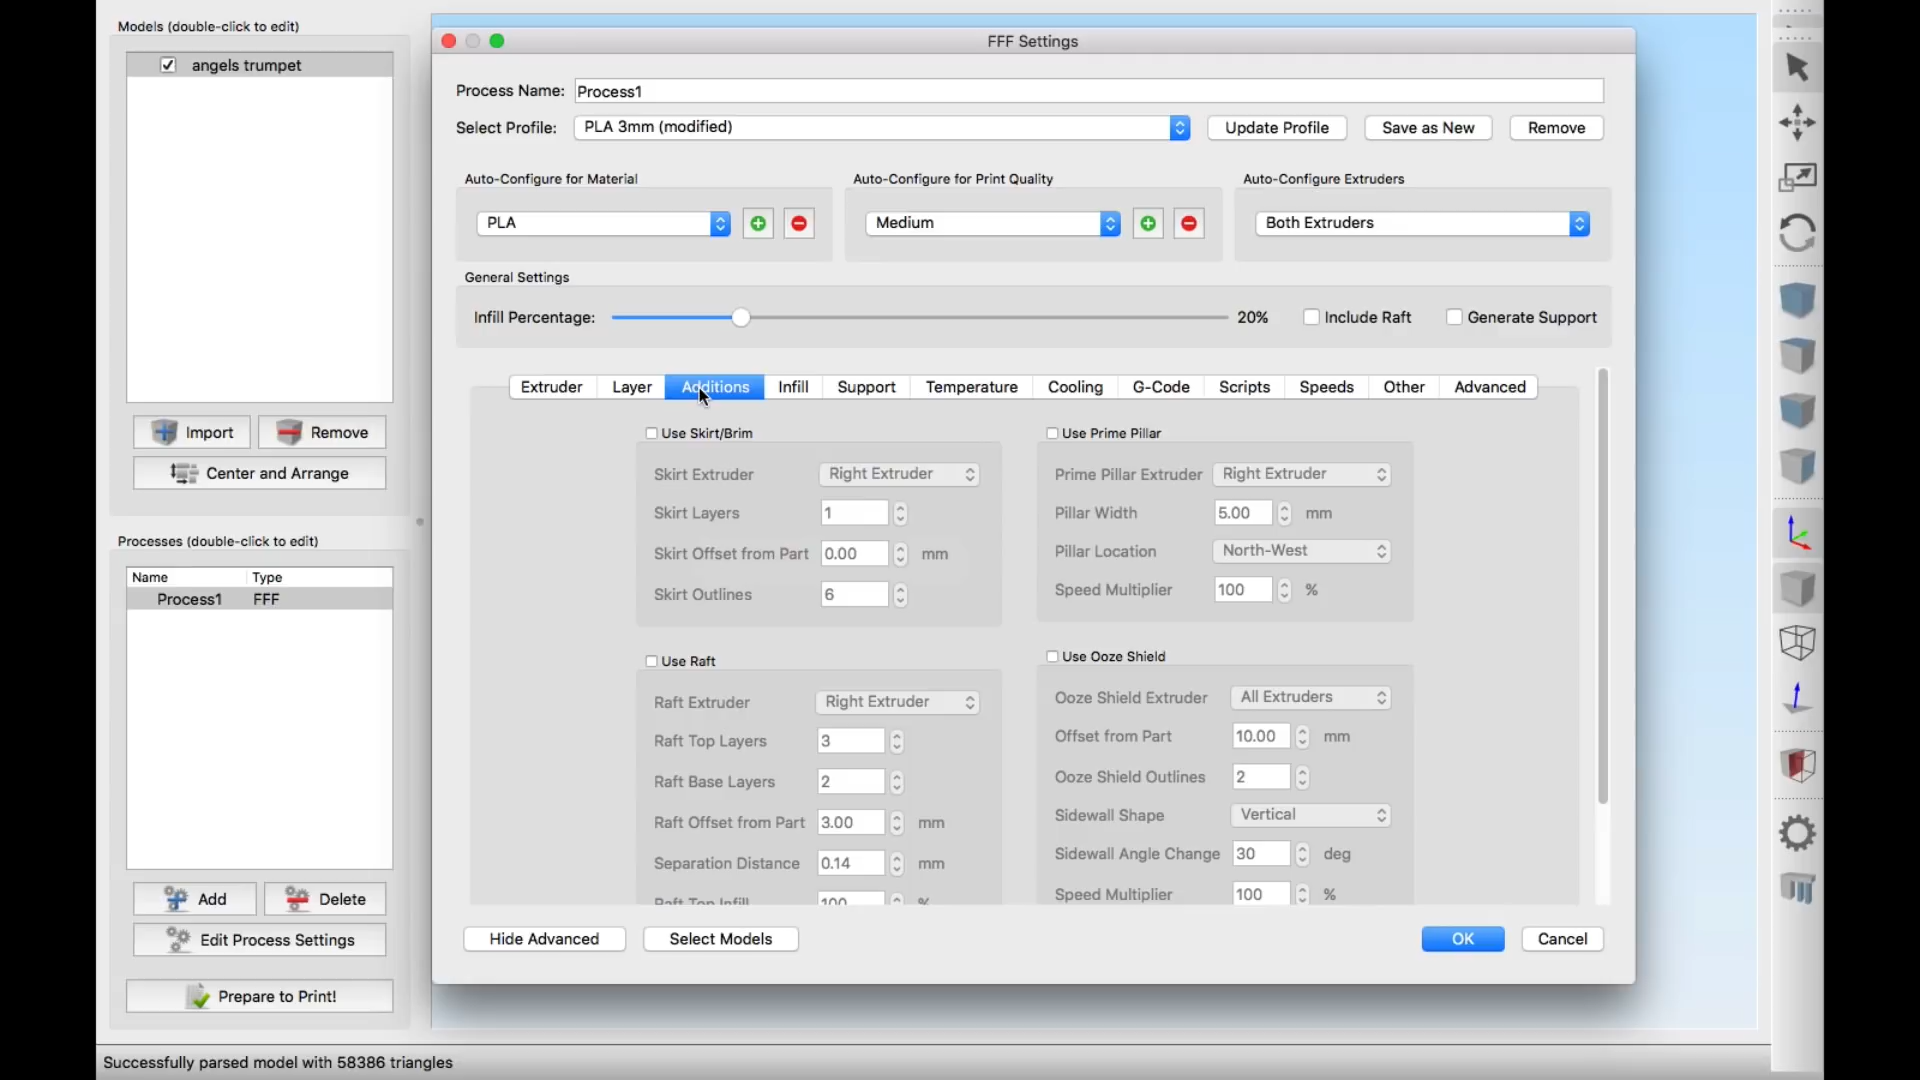 Models (double-click to edit)
angels trumpet
Import
Remove
Center and Arrange
Processes (double-click to edit)
Name Type
Process1 FFF
Add
Delete
Edit Process Settings
Prepare to Print!
Successfully parsed model with 58386 triangles
FFF Settings
Process Name: Process1
Select Profile: PLA 3mm (modified) Update Profile Save as New Remove
Auto-Configure for Material
PLA
Auto-Configure for Print Quality
Medium
Auto-Configure Extruders
Both Extruders
General Settings
Infill Percentage: 20% Include Raft Generate Support
Extruder Layer Additions Infill Support Temperature Cooling G-Code Scripts Speeds Other Advanced
Use Skirt/Brim
Skirt Extruder Right Extruder
Skirt Layers 1
Skirt Offset from Part 0.00 mm
Skirt Outlines 6
Use Raft
Raft Extruder Right Extruder
Raft Top Layers 3
Raft Base Layers 2
Raft Offset from Part 3.00 mm
Separation Distance 0.14 mm
Raft Top Infill 100 %
Use Prime Pillar
Prime Pillar Extruder Right Extruder
Pillar Width 5.00 mm
Pillar Location North-West
Speed Multiplier 100 %
Use Ooze Shield
Ooze Shield Extruder All Extruders
Offset from Part 10.00 mm
Ooze Shield Outlines 2
Sidewall Shape Vertical
Sidewall Angle Change 30 deg
Speed Multiplier 100 %
Hide Advanced Select Models OK Cancel